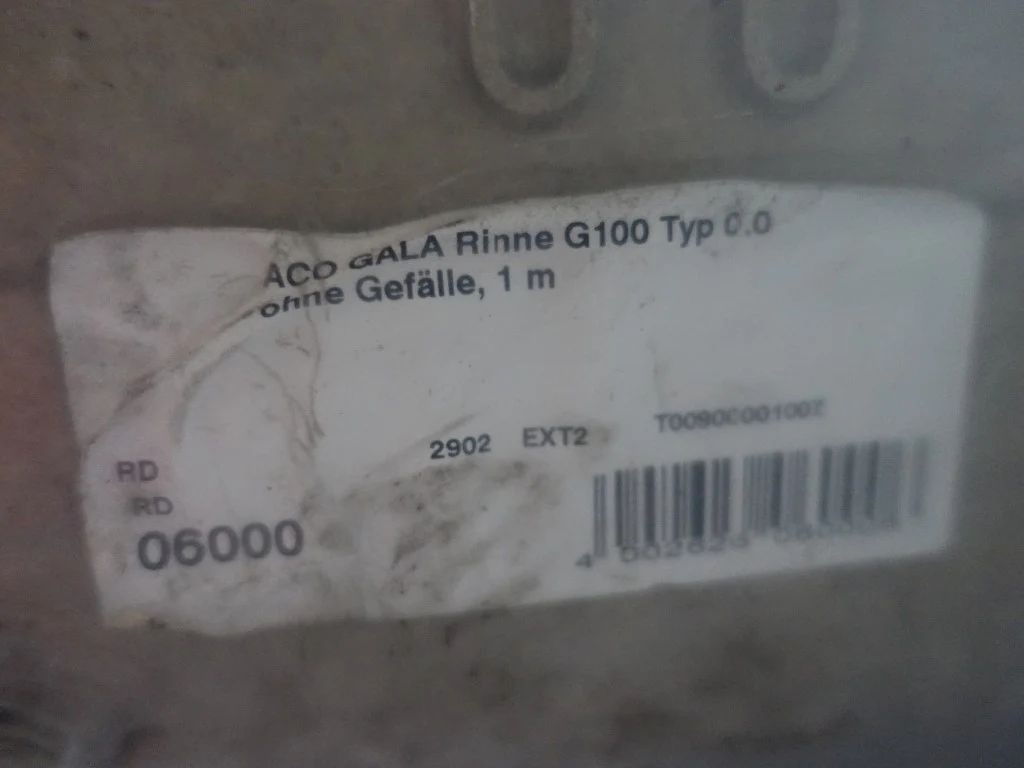 ACO GALA Rinne G100 Typ 0.0
ohne Gefälle, 1 m
2902 EXT2
RD
RD
06000